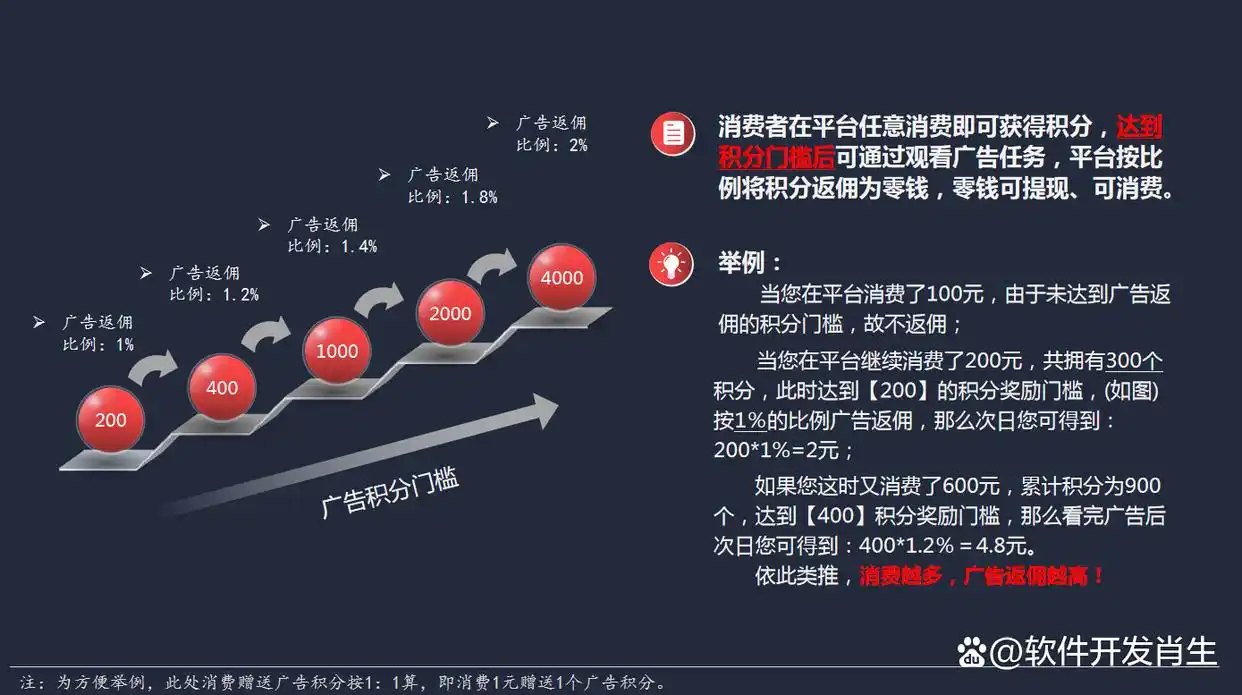 ➢ 广告返佣
比例：2%
➢ 广告返佣
比例：1.8%
➢ 广告返佣
比例：1.4%
➢ 广告返佣
比例：1.2%
➢ 广告返佣
比例：1%
200
400
1000
2000
4000
广告积分门槛
消费者在平台任意消费即可获得积分，达到
积分门槛后可通过观看广告任务，平台按比
例将积分返佣为零钱，零钱可提现、可消费。
举例：
当您在平台消费了100元，由于未达到广告返
佣的积分门槛，故不返佣；
当您在平台继续消费了200元，共拥有300个
积分，此时达到【200】的积分奖励门槛，(如图)
按1%的比例广告返佣，那么次日您可得到：
200*1%=2元；
如果您这时又消费了600元，累计积分为900
个，达到【400】积分奖励门槛，那么看完广告后
次日您可得到：400*1.2%＝4.8元。
依此类推，消费越多，广告返佣越高！
du @软件开发肖生
注：为方便举例，此处消费赠送广告积分按1：1算，即消费1元赠送1个广告积分。